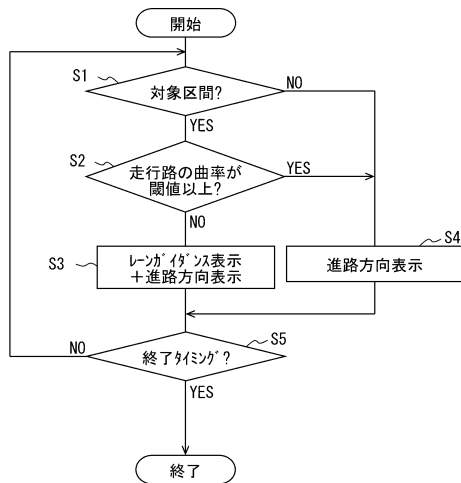 開始
S1
対象区間?
NO
YES
S2
走行路の曲率が
閾値以上?
YES
NO
S3
ﾚｰﾝｶﾞｲﾀﾞﾝｽ表示
＋進路方向表示
S4
進路方向表示
S5
終了ﾀｲﾐﾝｸﾞ?
NO
YES
終了